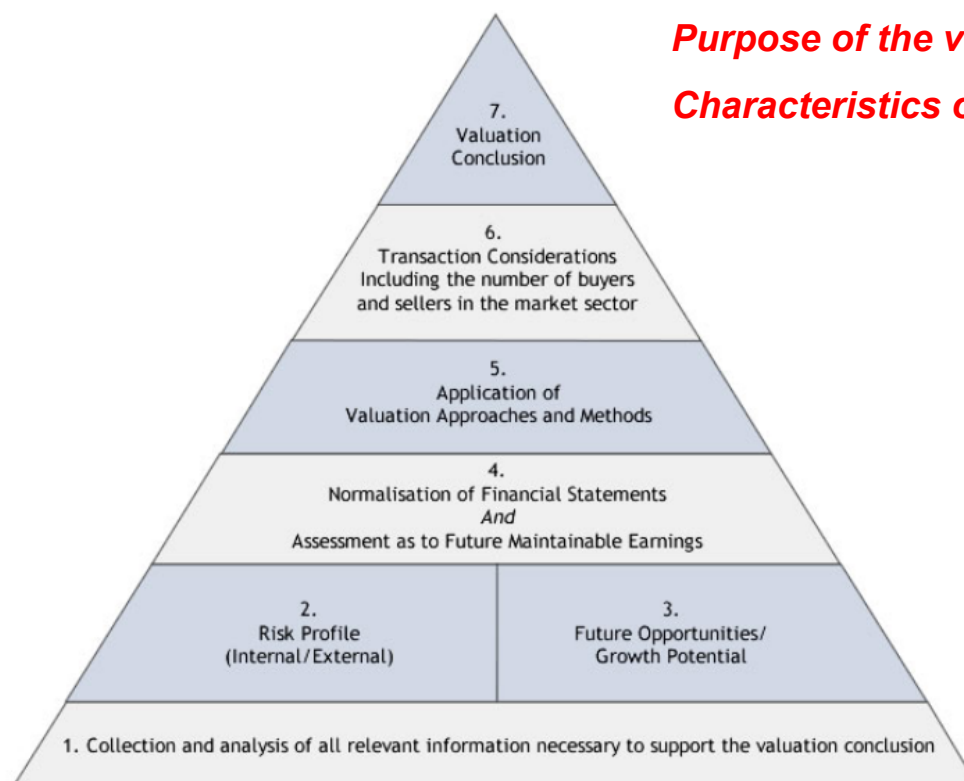 Purpose of the v
Characteristics o
7.
Valuation
Conclusion
6.
Transaction Considerations
Including the number of buyers
and sellers in the market sector
5.
Application of
Valuation Approaches and Methods
4.
Normalisation of Financial Statements
And
Assessment as to Future Maintainable Earnings
2.
Risk Profile
(Internal/External)
3.
Future Opportunities/
Growth Potential
1. Collection and analysis of all relevant information necessary to support the valuation conclusion